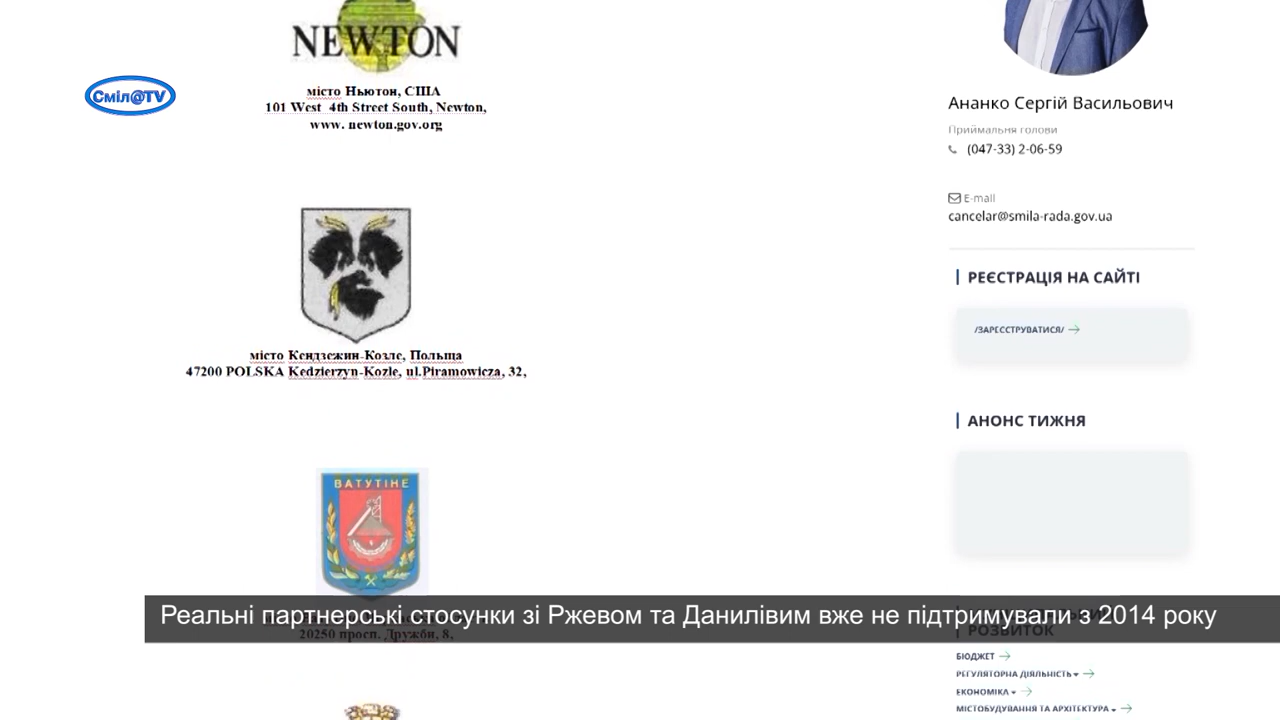 NEWTON
місто Ньютон, США
101 West 4th Street South, Newton,
www. newton.gov.org
Сміл@TV
місто Кендзежин-Козле, Польща
47200 POLSKA Kedzierzyn-Kozle, ul.Piramowicza, 32,
ВАТУТІНЕ
20250 просп. Дружби, 8,
Ананко Сергій Васильович
Приймальня голови
(047-33) 2-06-59
E-mail
cancelar@smila-rada.gov.ua
РЕЄСТРАЦІЯ НА САЙТІ
/ЗАРЕЄСТРУВАТИСЯ/
АНОНС ТИЖНЯ
РОЗВИТОК
БЮДЖЕТ
РЕГУЛЯТОРНА ДІЯЛЬНІСТЬ
ЕКОНОМІКА
МІСТОБУДУВАННЯ ТА АРХІТЕКТУРА
Реальні партнерські стосунки зі Ржевом та Данилівим вже не підтримували з 2014 року